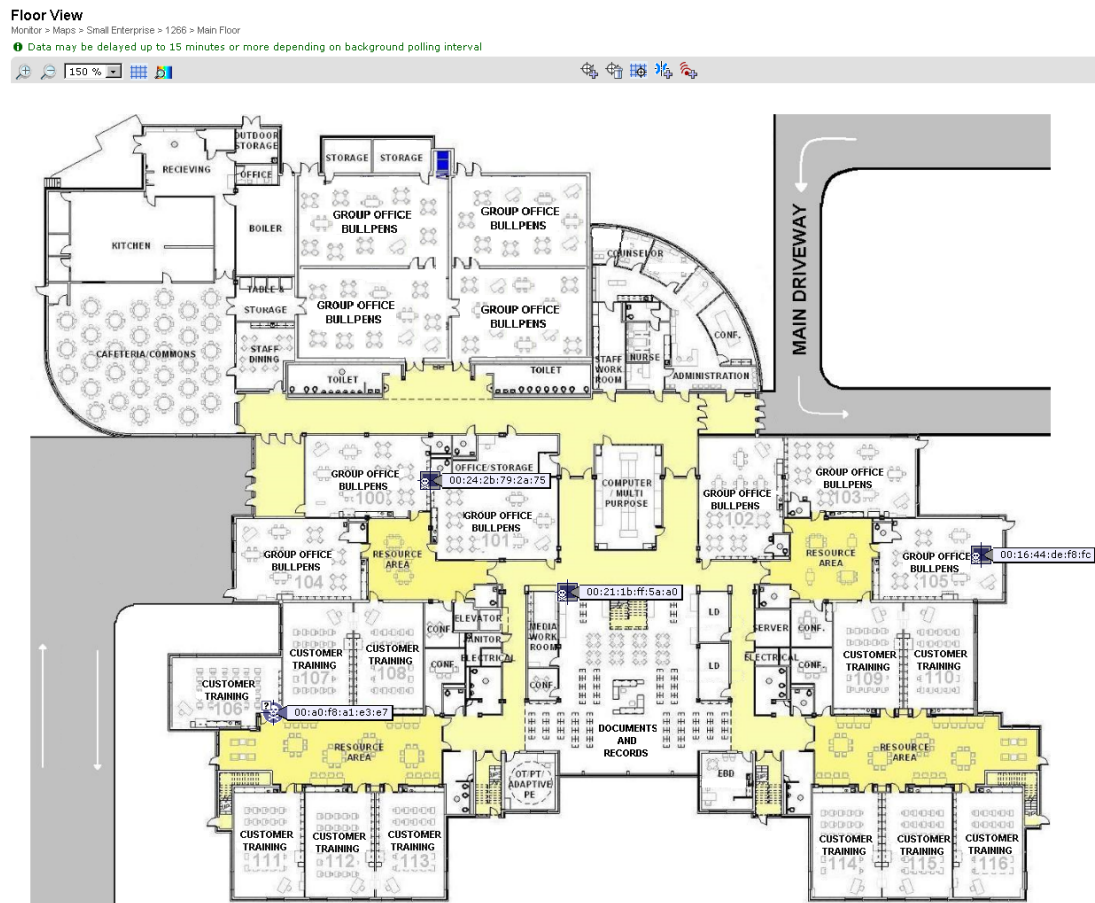 Floor View
Monitor > Maps > Small Enterprise > 1266 > Main Floor
Data may be delayed up to 15 minutes or more depending on background polling interval
150 %
OUTDOOR
STORAGE
RECIEVING
STORAGE
STORAGE
OFFICE
GROUP OFFICE
BULLPENS
GROUP OFFICE
BULLPENS
KITCHEN
BOILER
COUNSELOR
MAIN DRIVEWAY
TABLE &
STORAGE
GROUP OFFICE
BULLPENS
GROUP OFFICE
BULLPENS
CONF.
CAFETERIA/COMMONS
STAFF
DINING
STAFF
WORK
ROOM
NURSE
TOILET
TOILET
ADMINISTRATION
GROUP OFFICE
BULLPENS
100
OFFICE/STORAGE
00:24:2b:79:2a:75
GROUP OFFICE
BULLPENS
101
COMPUTER
/ MULTI
PURPOSE
GROUP OFFICE
BULLPENS
102
GROUP OFFICE
BULLPENS
103
GROUP OFFICE
BULLPENS
104
RESOURCE
AREA
RESOURCE
AREA
GROUP OFFICE
BULLPENS
105
00:16:44:de:f8:fc
00:21:1b:ff:5a:a0
CUSTOMER
TRAINING
107
CUSTOMER
TRAINING
108
CONF.
ELEVATOR
JANITOR
ELECTRICAL
CONF.
MEDIA
WORK
ROOM
CONF.
LD
LD
SERVER
CONF.
ELECTRICAL
CONF.
CUSTOMER
TRAINING
109
CUSTOMER
TRAINING
110
CUSTOMER
TRAINING
106
00:a0:f8:a1:e3:e7
DOCUMENTS
AND
RECORDS
RESOURCE
AREA
RESOURCE
AREA
OT/PT/
ADAPTIVE
PE
EBD
CUSTOMER
TRAINING
111
CUSTOMER
TRAINING
112
CUSTOMER
TRAINING
113
CUSTOMER
TRAINING
114
CUSTOMER
TRAINING
115
CUSTOMER
TRAINING
116